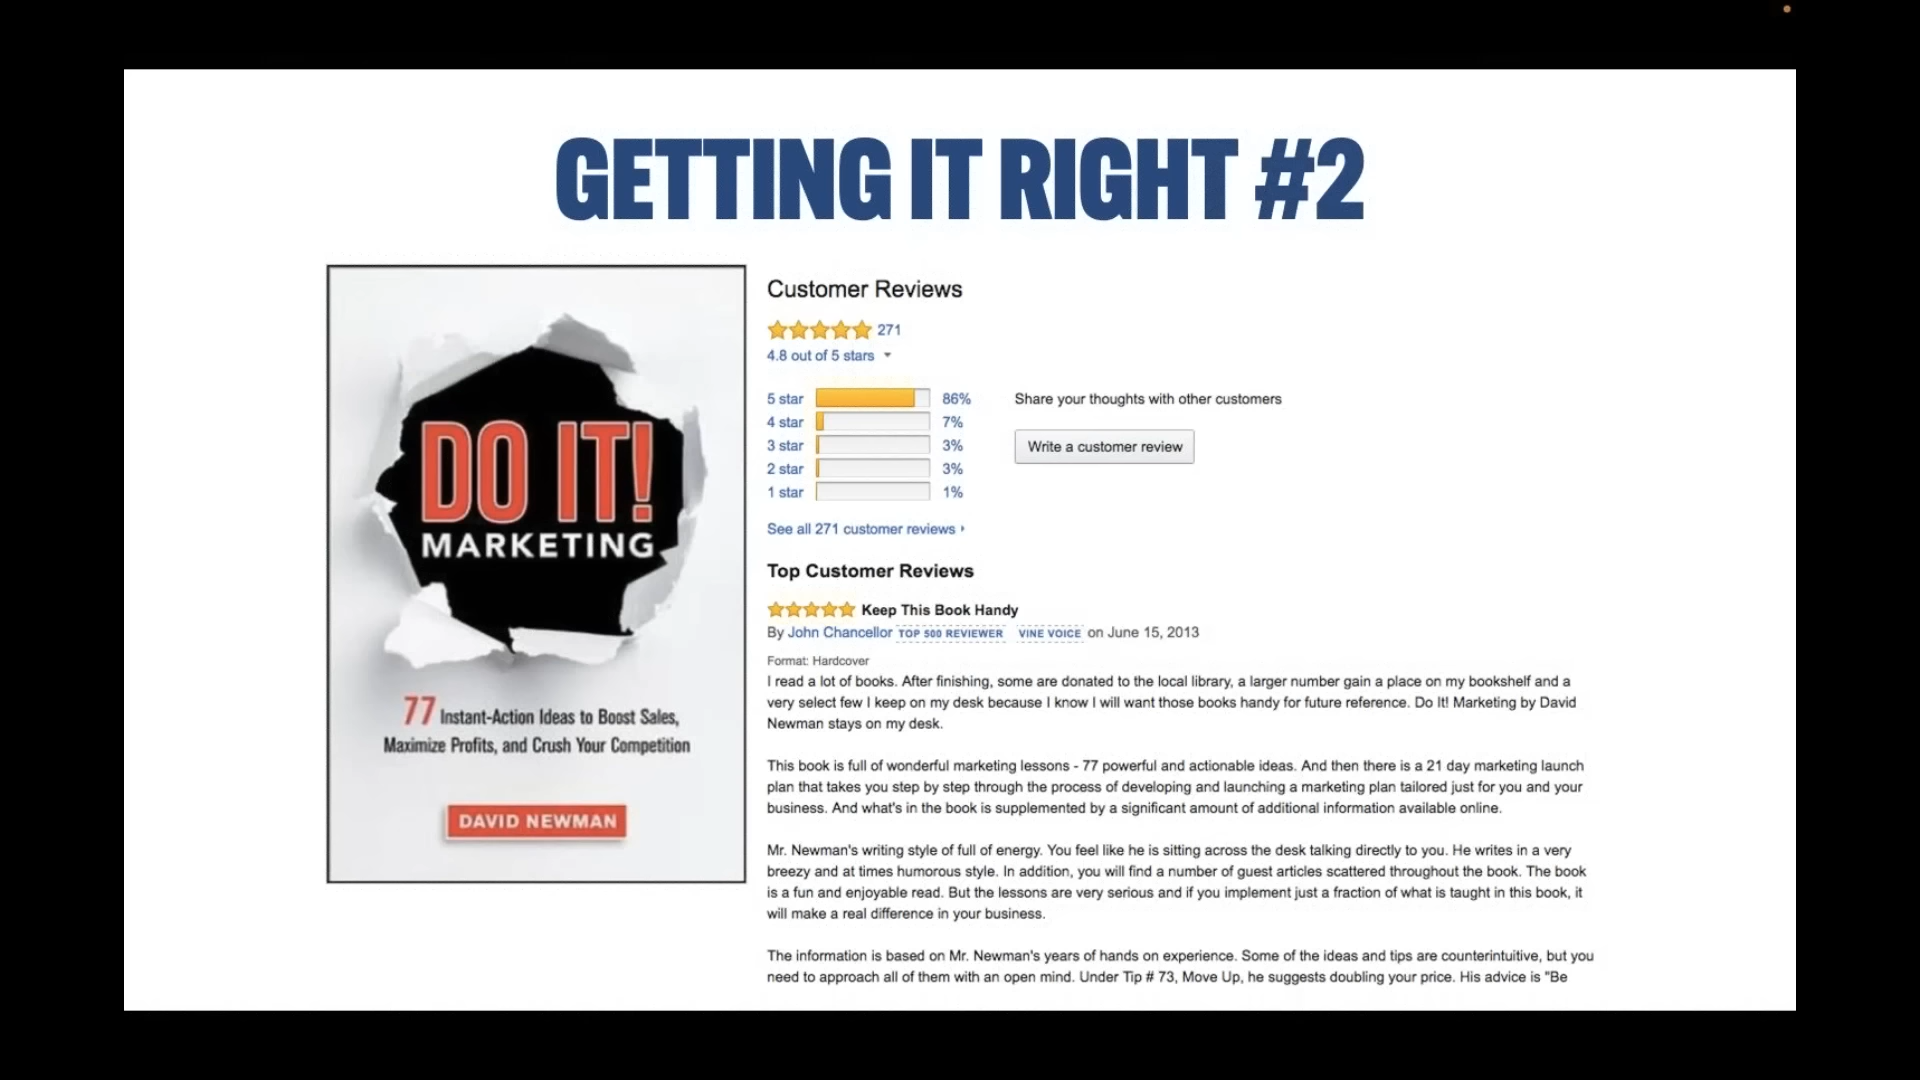 GETTING IT RIGHT #2
DO IT!
MARKETING
77 Instant-Action Ideas to Boost Sales,
Maximize Profits, and Crush Your Competition
DAVID NEWMAN
Customer Reviews
271
4.8 out of 5 stars
5 star 86%
4 star 7%
3 star 3%
2 star 3%
1 star 1%
Share your thoughts with other customers
Write a customer review
See all 271 customer reviews
Top Customer Reviews
Keep This Book Handy
By John Chancellor TOP 500 REVIEWER VINE VOICE on June 15, 2013
Format: Hardcover
I read a lot of books. After finishing, some are donated to the local library, a larger number gain a place on my bookshelf and a
very select few I keep on my desk because I know I will want those books handy for future reference. Do It! Marketing by David
Newman stays on my desk.
This book is full of wonderful marketing lessons - 77 powerful and actionable ideas. And then there is a 21 day marketing launch
plan that takes you step by step through the process of developing and launching a marketing plan tailored just for you and your
business. And what's in the book is supplemented by a significant amount of additional information available online.
Mr. Newman's writing style of full of energy. You feel like he is sitting across the desk talking directly to you. He writes in a very
breezy and at times humorous style. In addition, you will find a number of guest articles scattered throughout the book. The book
is a fun and enjoyable read. But the lessons are very serious and if you implement just a fraction of what is taught in this book, it
will make a real difference in your business.
The information is based on Mr. Newman's years of hands on experience. Some of the ideas and tips are counterintuitive, but you
need to approach all of them with an open mind. Under Tip # 73, Move Up, he suggests doubling your price. His advice is "Be